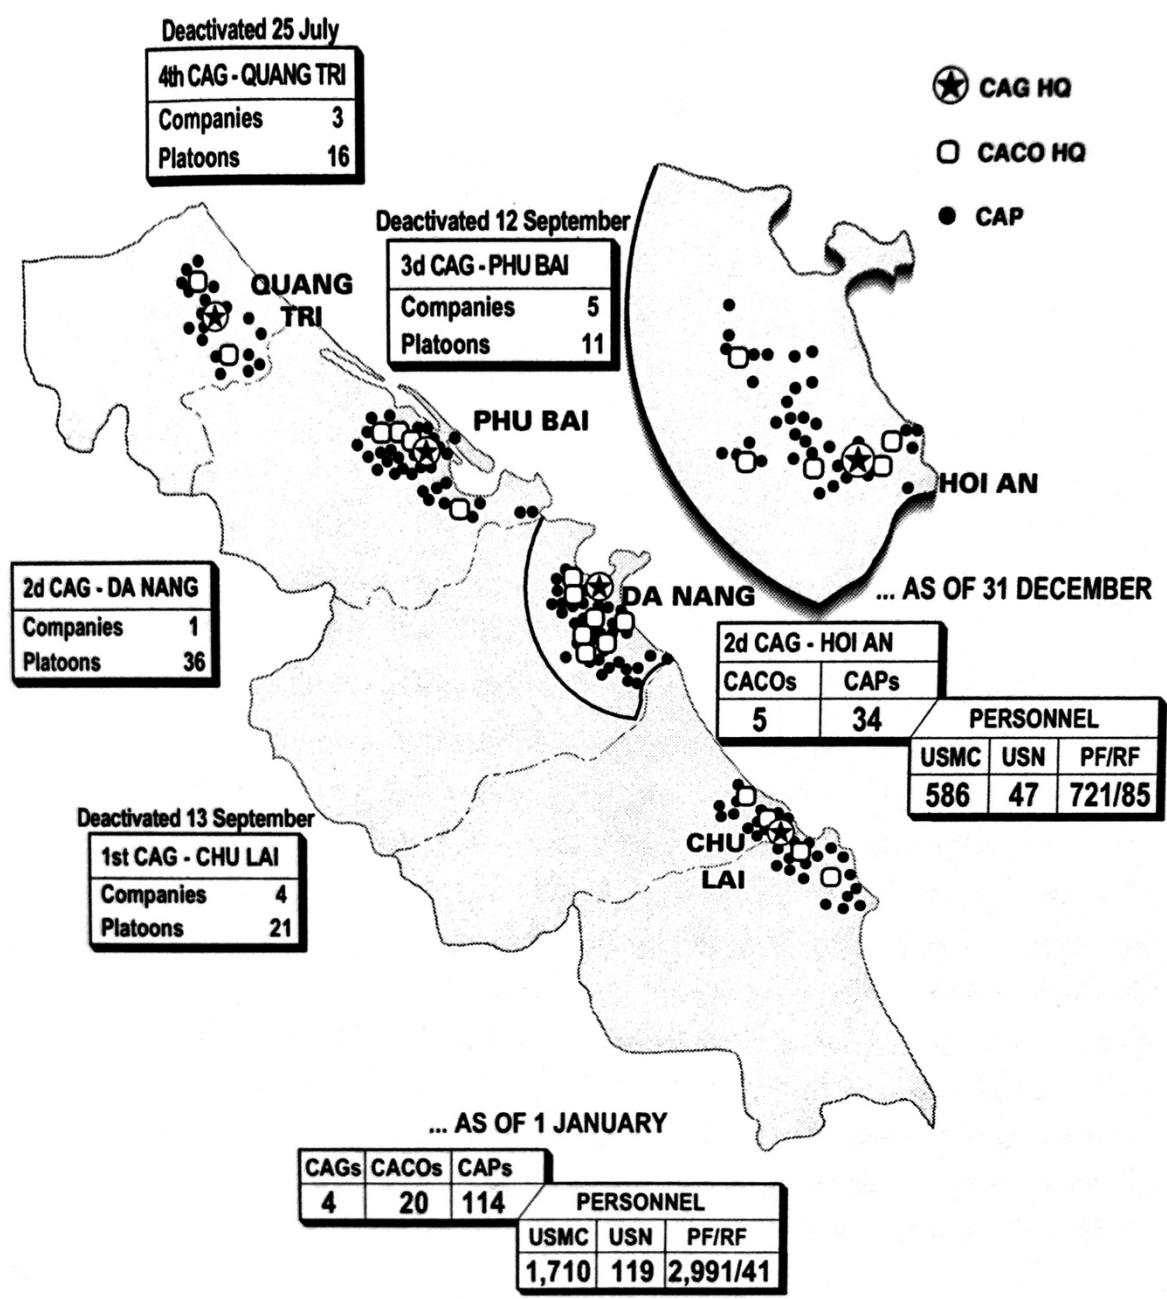 Deactivated 25 July
4th CAG - QUANG TRI
Companies 3
Platoons 16
CAG HQ
CACO HQ
CAP
Deactivated 12 September
3d CAG - PHU BAI
Companies 5
Platoons 11
QUANG
TRI
PHU BAI
HOI AN
2d CAG - DA NANG
Companies 1
Platoons 36
DA NANG
... AS OF 31 DECEMBER
2d CAG - HOI AN
CACOs CAPs
5 34
PERSONNEL
USMC USN PF/RF
586 47 721/85
Deactivated 13 September
1st CAG - CHU LAI
Companies 4
Platoons 21
CHU
LAI
... AS OF 1 JANUARY
CAGs CACOs CAPs
4 20 114
PERSONNEL
USMC USN PF/RF
1,710 119 2,991/41